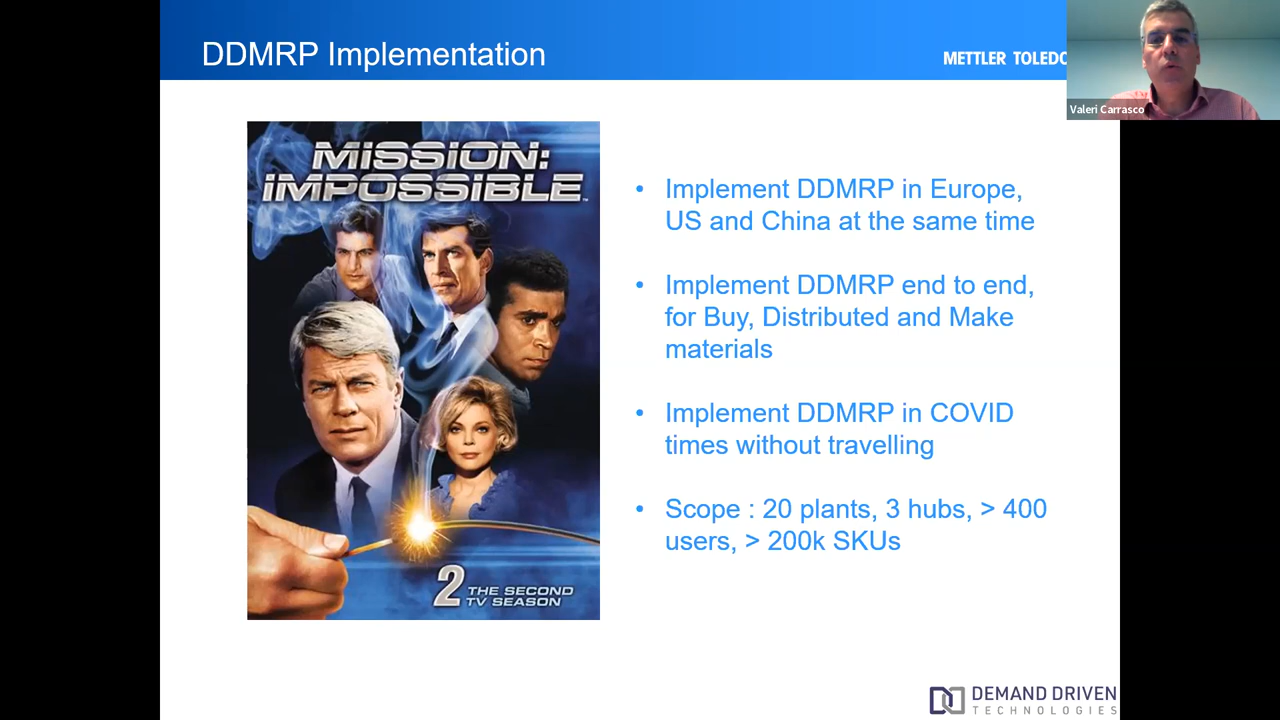 DDMRP Implementation
METTLER TOLEDO
Valeri Carrasco
MISSION:
IMPOSSIBLE
TM
2 THE SECOND
TV SEASON
• Implement DDMRP in Europe,
US and China at the same time
• Implement DDMRP end to end,
for Buy, Distributed and Make
materials
• Implement DDMRP in COVID
times without travelling
• Scope : 20 plants, 3 hubs, > 400
users, > 200k SKUs
DEMAND DRIVEN
TECHNOLOGIES